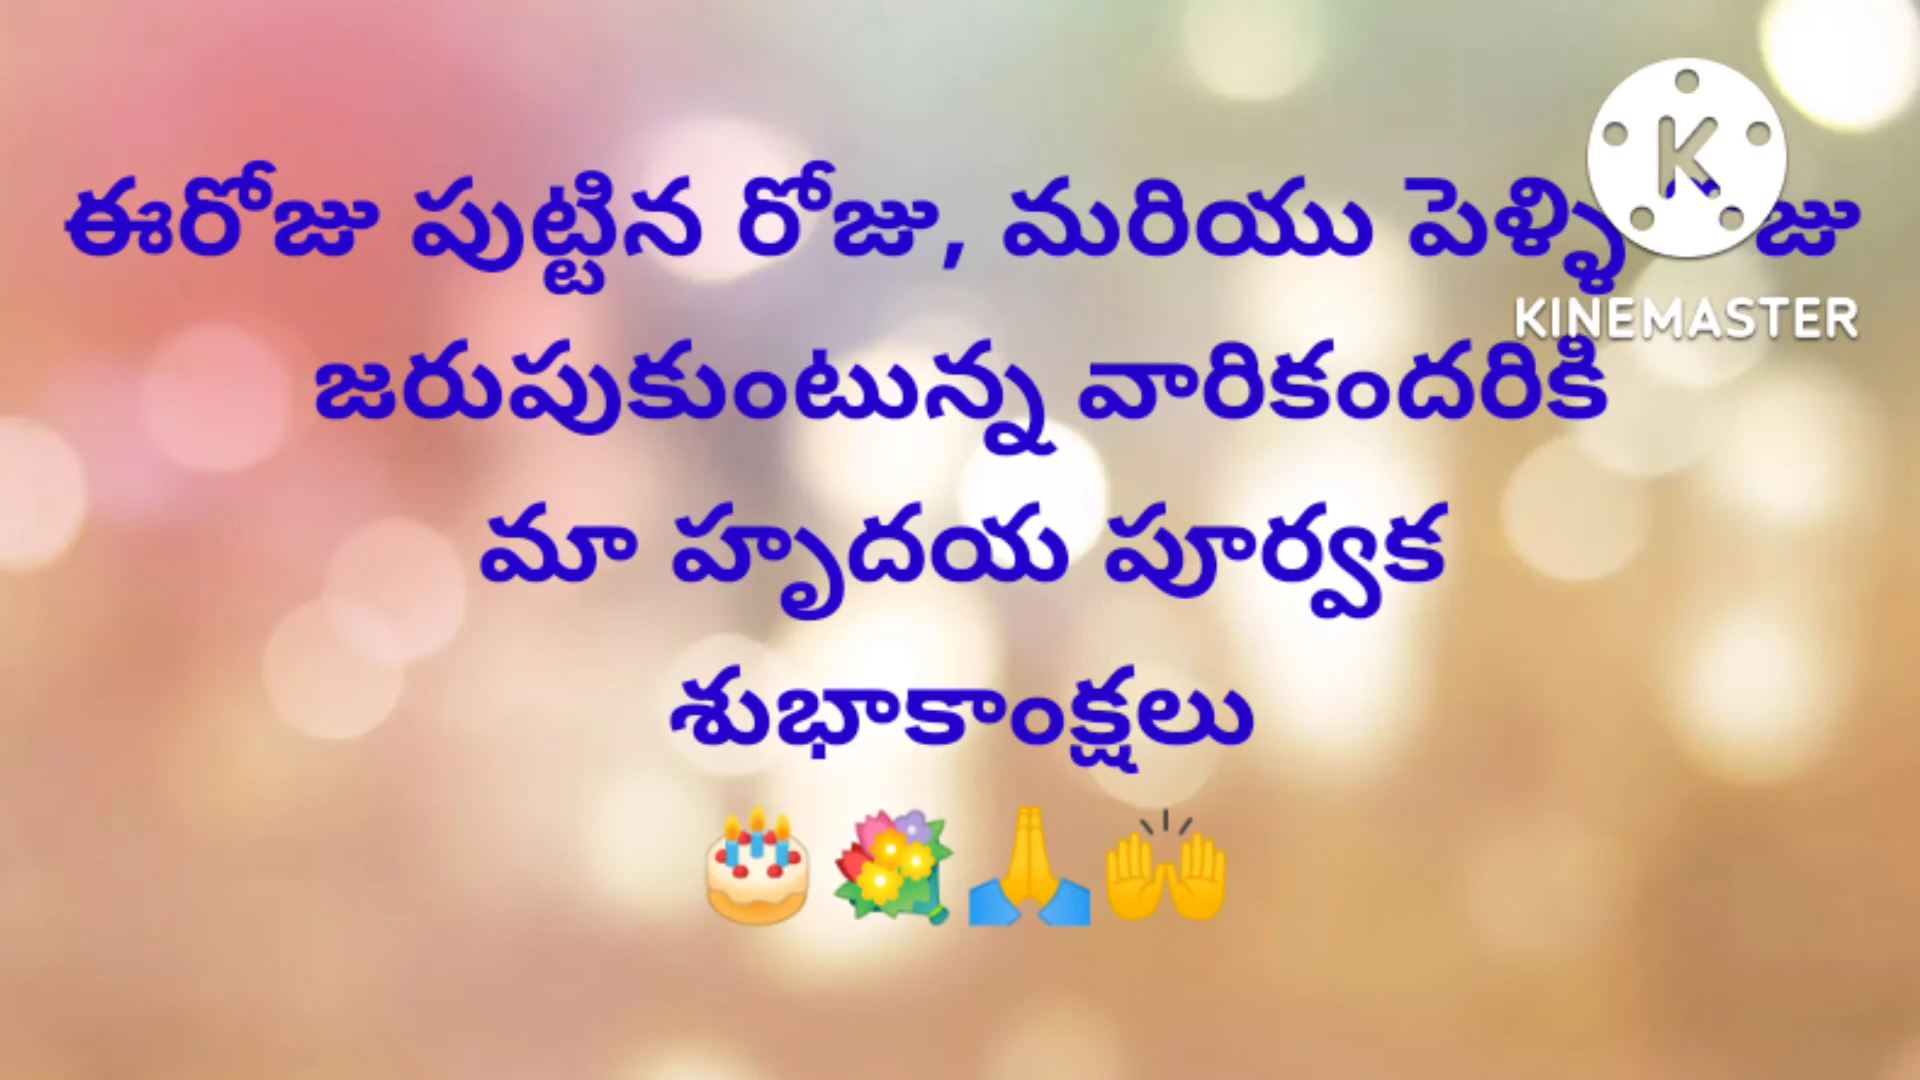 ఈరోజు పుట్టిన రోజు, మరియు పెళ్ళి
జరుపుకుంటున్న వారికందరికి
మా హృదయ పూర్వక
శుభాకాంక్షలు
🎂💐🙏🙌
K
KINEMASTER